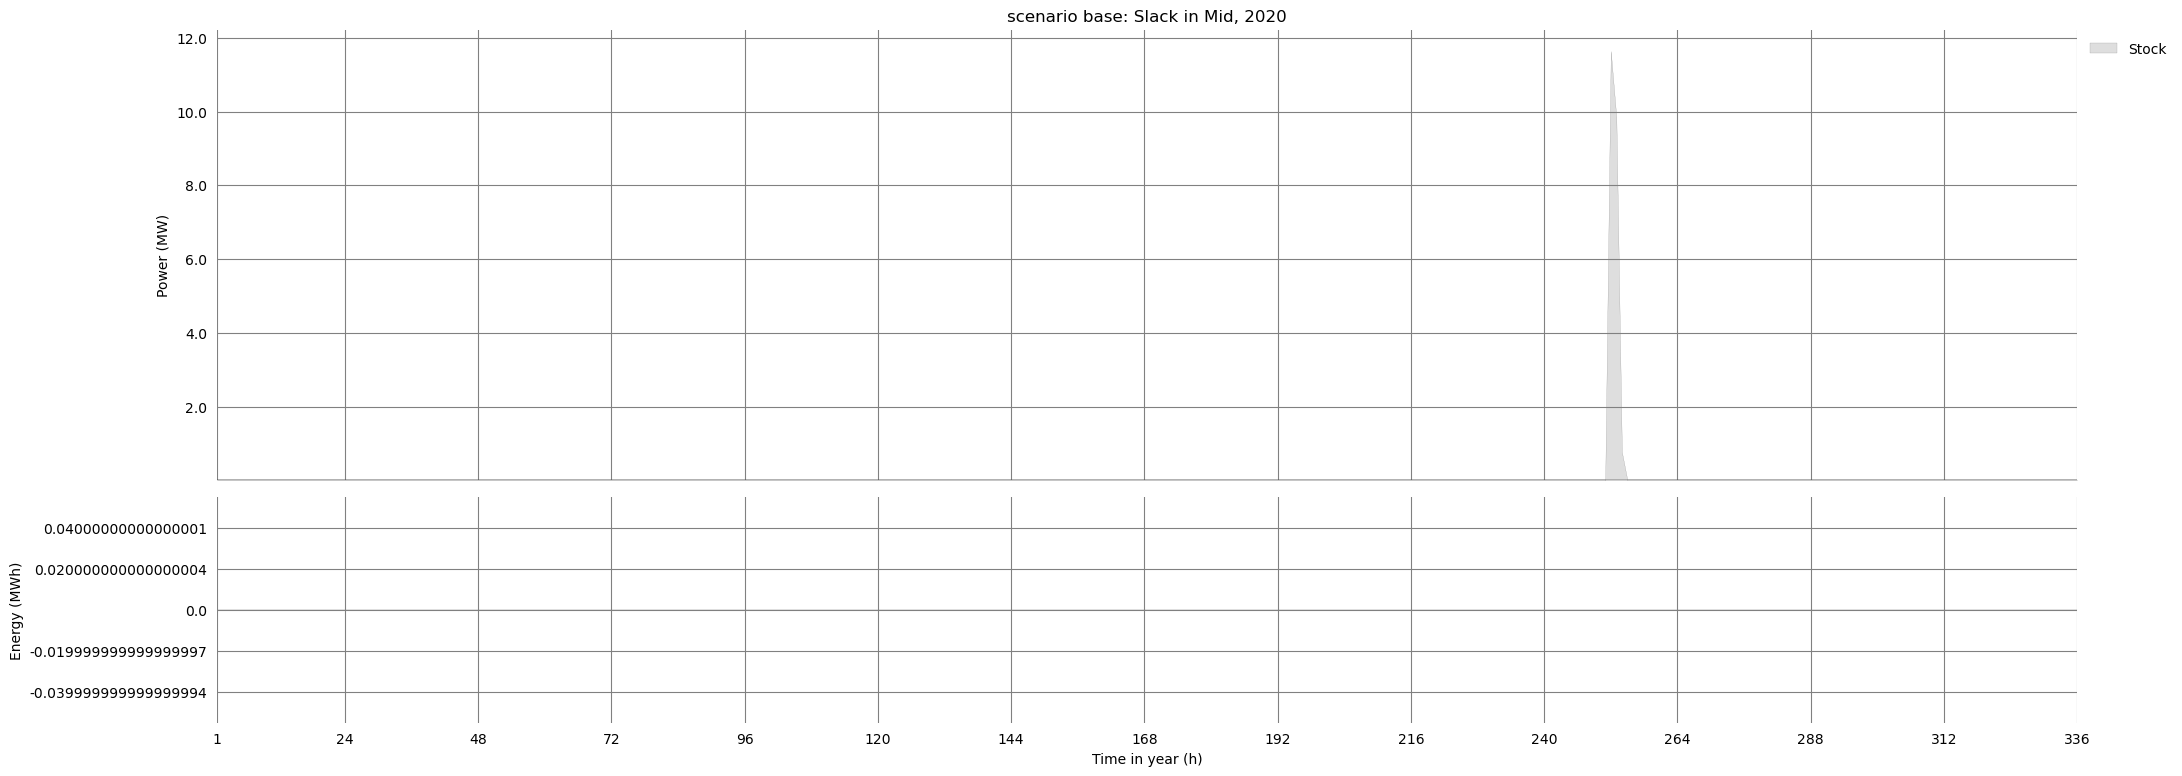 scenario base: Slack in Mid, 2020
Stock
12.0
10.0
8.0
6.0
4.0
2.0
Power (MW)
0.04000000000000001
0.020000000000000004
0.0
-0.019999999999999997
-0.039999999999999994
Energy (MWh)
1 24 48 72 96 120 144 168 192 216 240 264 288 312 336
Time in year (h)